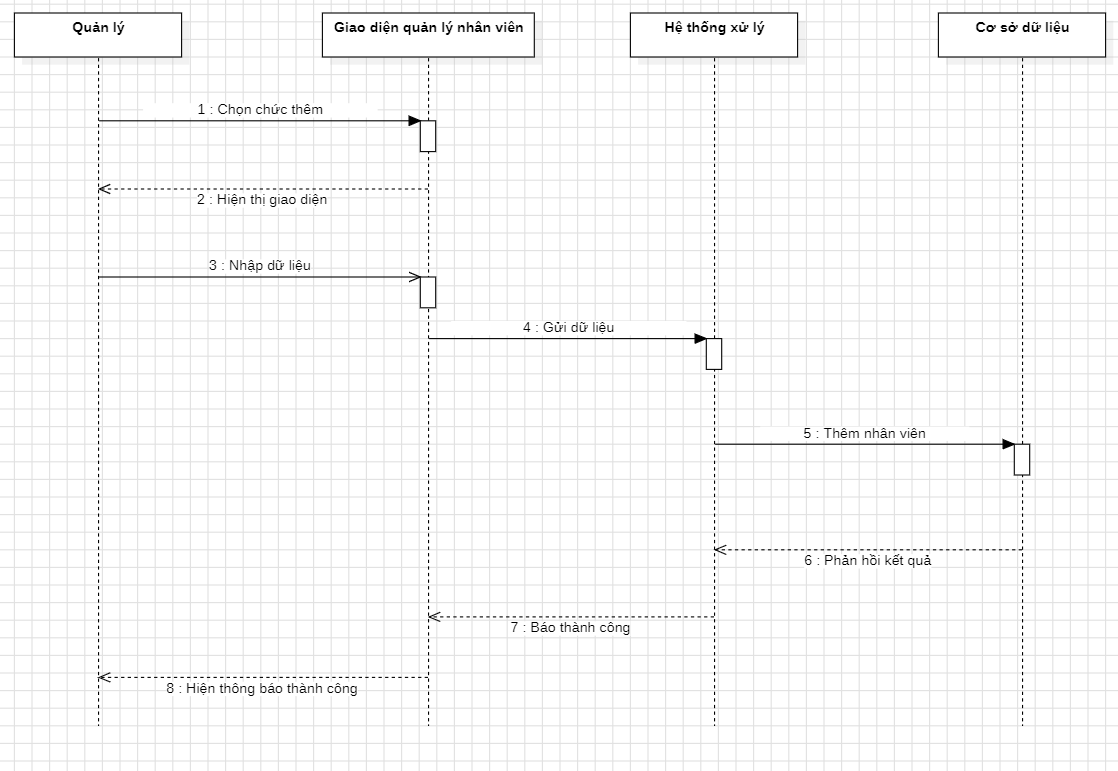 Quản lý
Giao diện quản lý nhân viên
Hệ thống xử lý
Cơ sở dữ liệu
1 : Chọn chức thêm
2 : Hiện thị giao diện
3 : Nhập dữ liệu
4 : Gửi dữ liệu
5 : Thêm nhân viên
6 : Phản hồi kết quả
7 : Báo thành công
8 : Hiện thông báo thành công